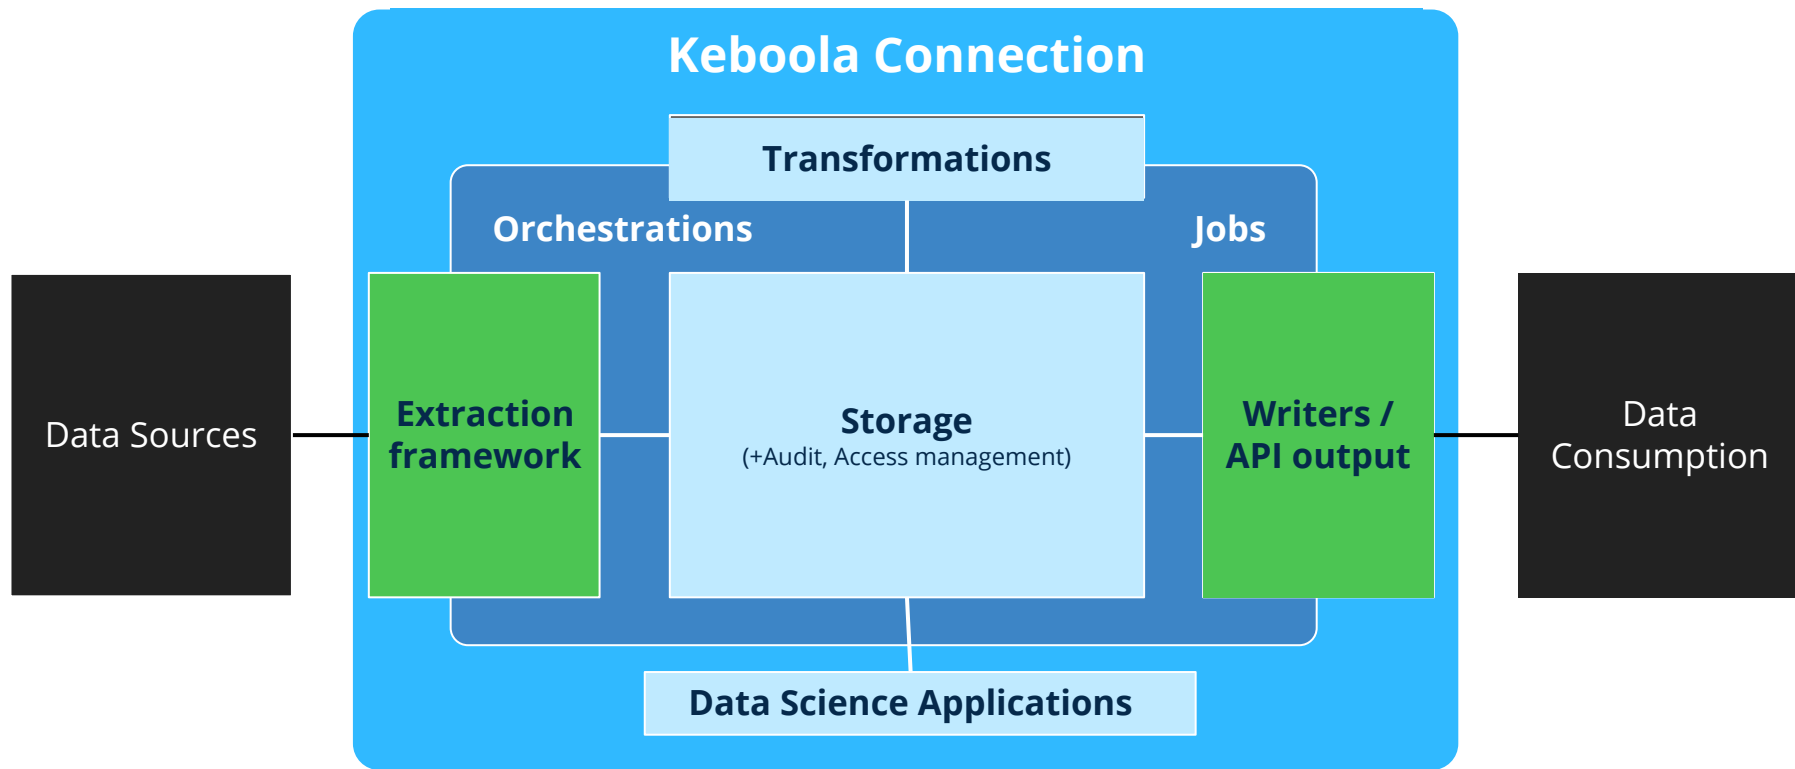 Keboola Connection
Transformations
Orchestrations
Jobs
Data Sources
Extraction
framework
Storage
(+Audit, Access management)
Writers /
API output
Data
Consumption
Data Science Applications